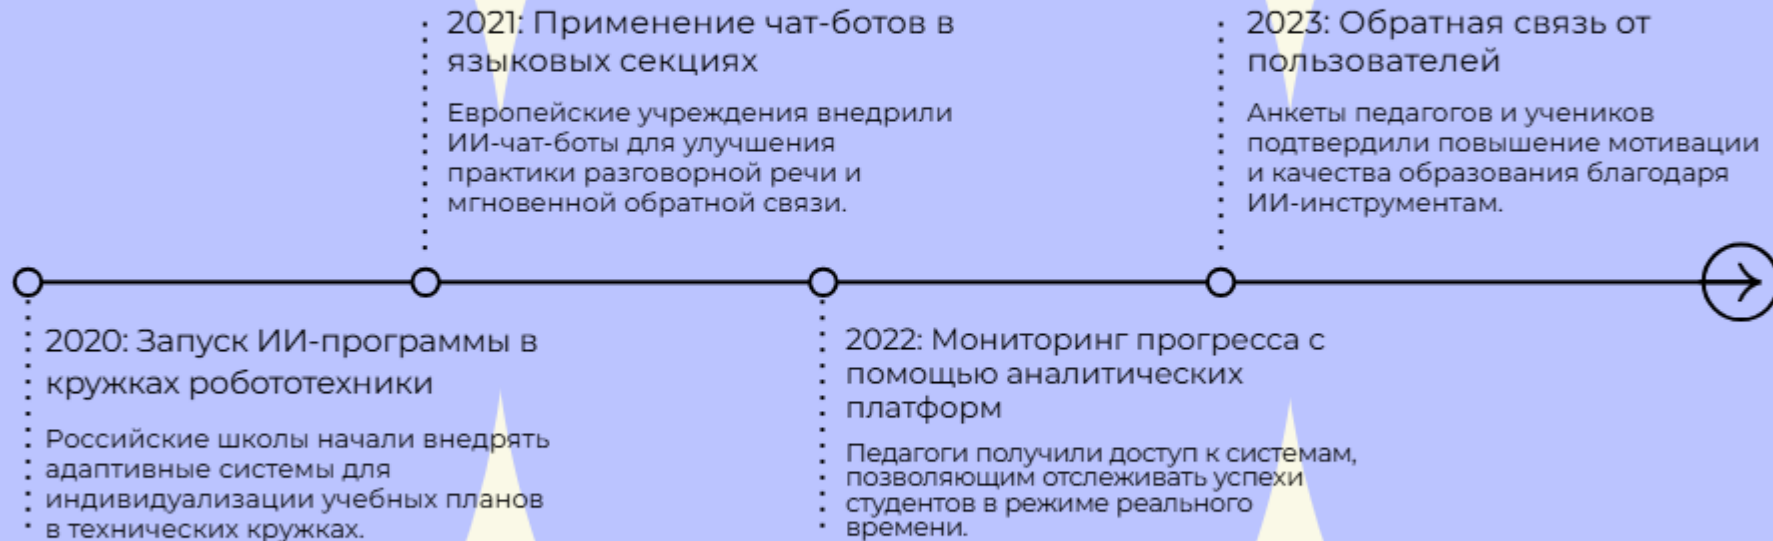 2021: Применение чат-ботов в
языковых секциях
Европейские учреждения внедрили
ИИ-чат-боты для улучшения
практики разговорной речи и
мгновенной обратной связи.
2023: Обратная связь от
пользователей
Анкеты педагогов и учеников
подтвердили повышение мотивации
и качества образования благодаря
ИИ-инструментам.
2020: Запуск ИИ-программы в
кружках робототехники
Российские школы начали внедрять
адаптивные системы для
индивидуализации учебных планов
в технических кружках.
2022: Мониторинг прогресса с
помощью аналитических
платформ
Педагоги получили доступ к системам,
позволяющим отслеживать успехи
студентов в режиме реального
времени.